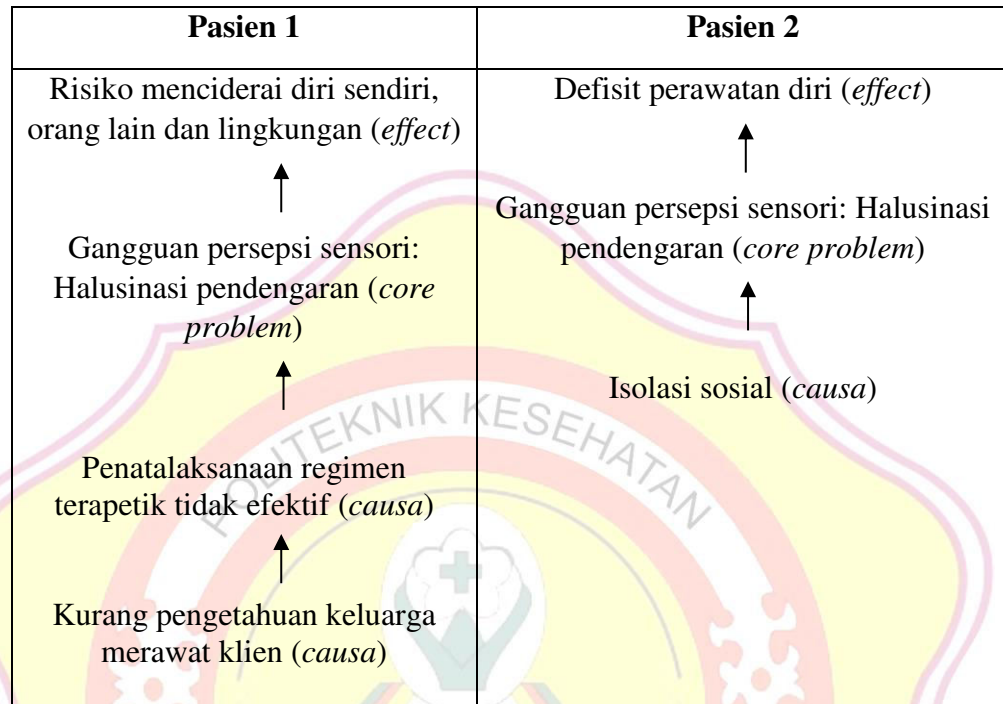 Pasien 1
Risiko menciderai diri sendiri,
orang lain dan lingkungan (effect)
Gangguan persepsi sensori:
Halusinasi pendengaran (core
problem)
Penatalaksanaan regimen
terapetik tidak efektif (causa)
Kurang pengetahuan keluarga
merawat klien (causa)
Pasien 2
Defisit perawatan diri (effect)
Gangguan persepsi sensori: Halusinasi
pendengaran (core problem)
Isolasi sosial (causa)
POLITEKNIK KESEHATAN